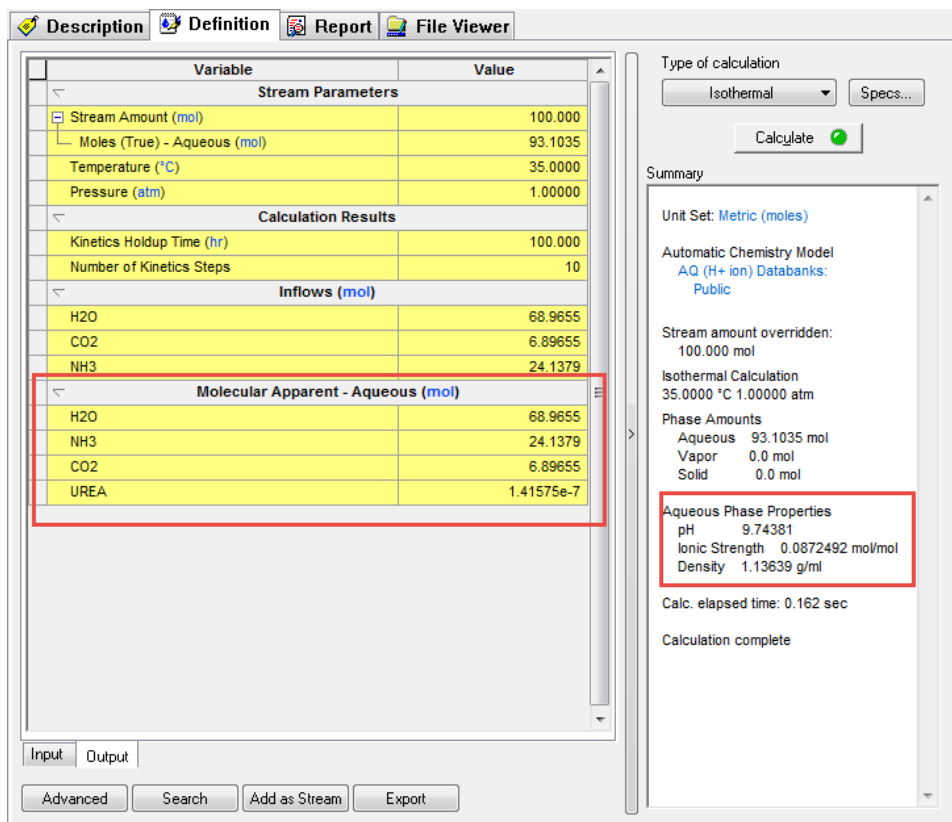 Description Definition Report File Viewer
Variable Value
Stream Parameters
Stream Amount (mol) 100.000
Moles (True) - Aqueous (mol) 93.1035
Temperature (°C) 35.0000
Pressure (atm) 1.00000
Calculation Results
Kinetics Holdup Time (hr) 100.000
Number of Kinetics Steps 10
Inflows (mol)
H2O 68.9655
CO2 6.89655
NH3 24.1379
Molecular Apparent - Aqueous (mol)
H2O 68.9655
NH3 24.1379
CO2 6.89655
UREA 1.41575e-7
Input Output
Advanced Search Add as Stream Export
Type of calculation
Isothermal Specs...
Calculate
Summary
Unit Set: Metric (moles)
Automatic Chemistry Model
AQ (H+ ion) Databanks:
Public
Stream amount overridden:
100.000 mol
Isothermal Calculation
35.0000 °C 1.00000 atm
Phase Amounts
Aqueous 93.1035 mol
Vapor 0.0 mol
Solid 0.0 mol
Aqueous Phase Properties
pH 9.74381
Ionic Strength 0.0872492 mol/mol
Density 1.13639 g/ml
Calc. elapsed time: 0.162 sec
Calculation complete